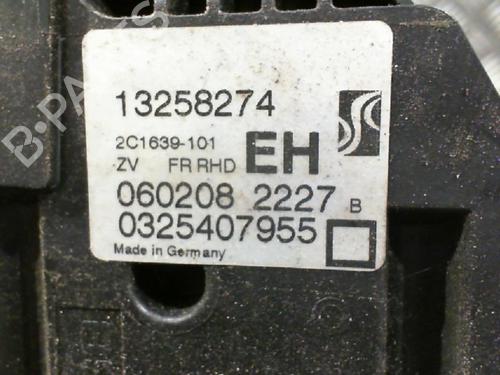 13258274
2C1639-101
ZV FR RHD EH
060208 2227 B
0325407955
Made in Germany
B-PARTS